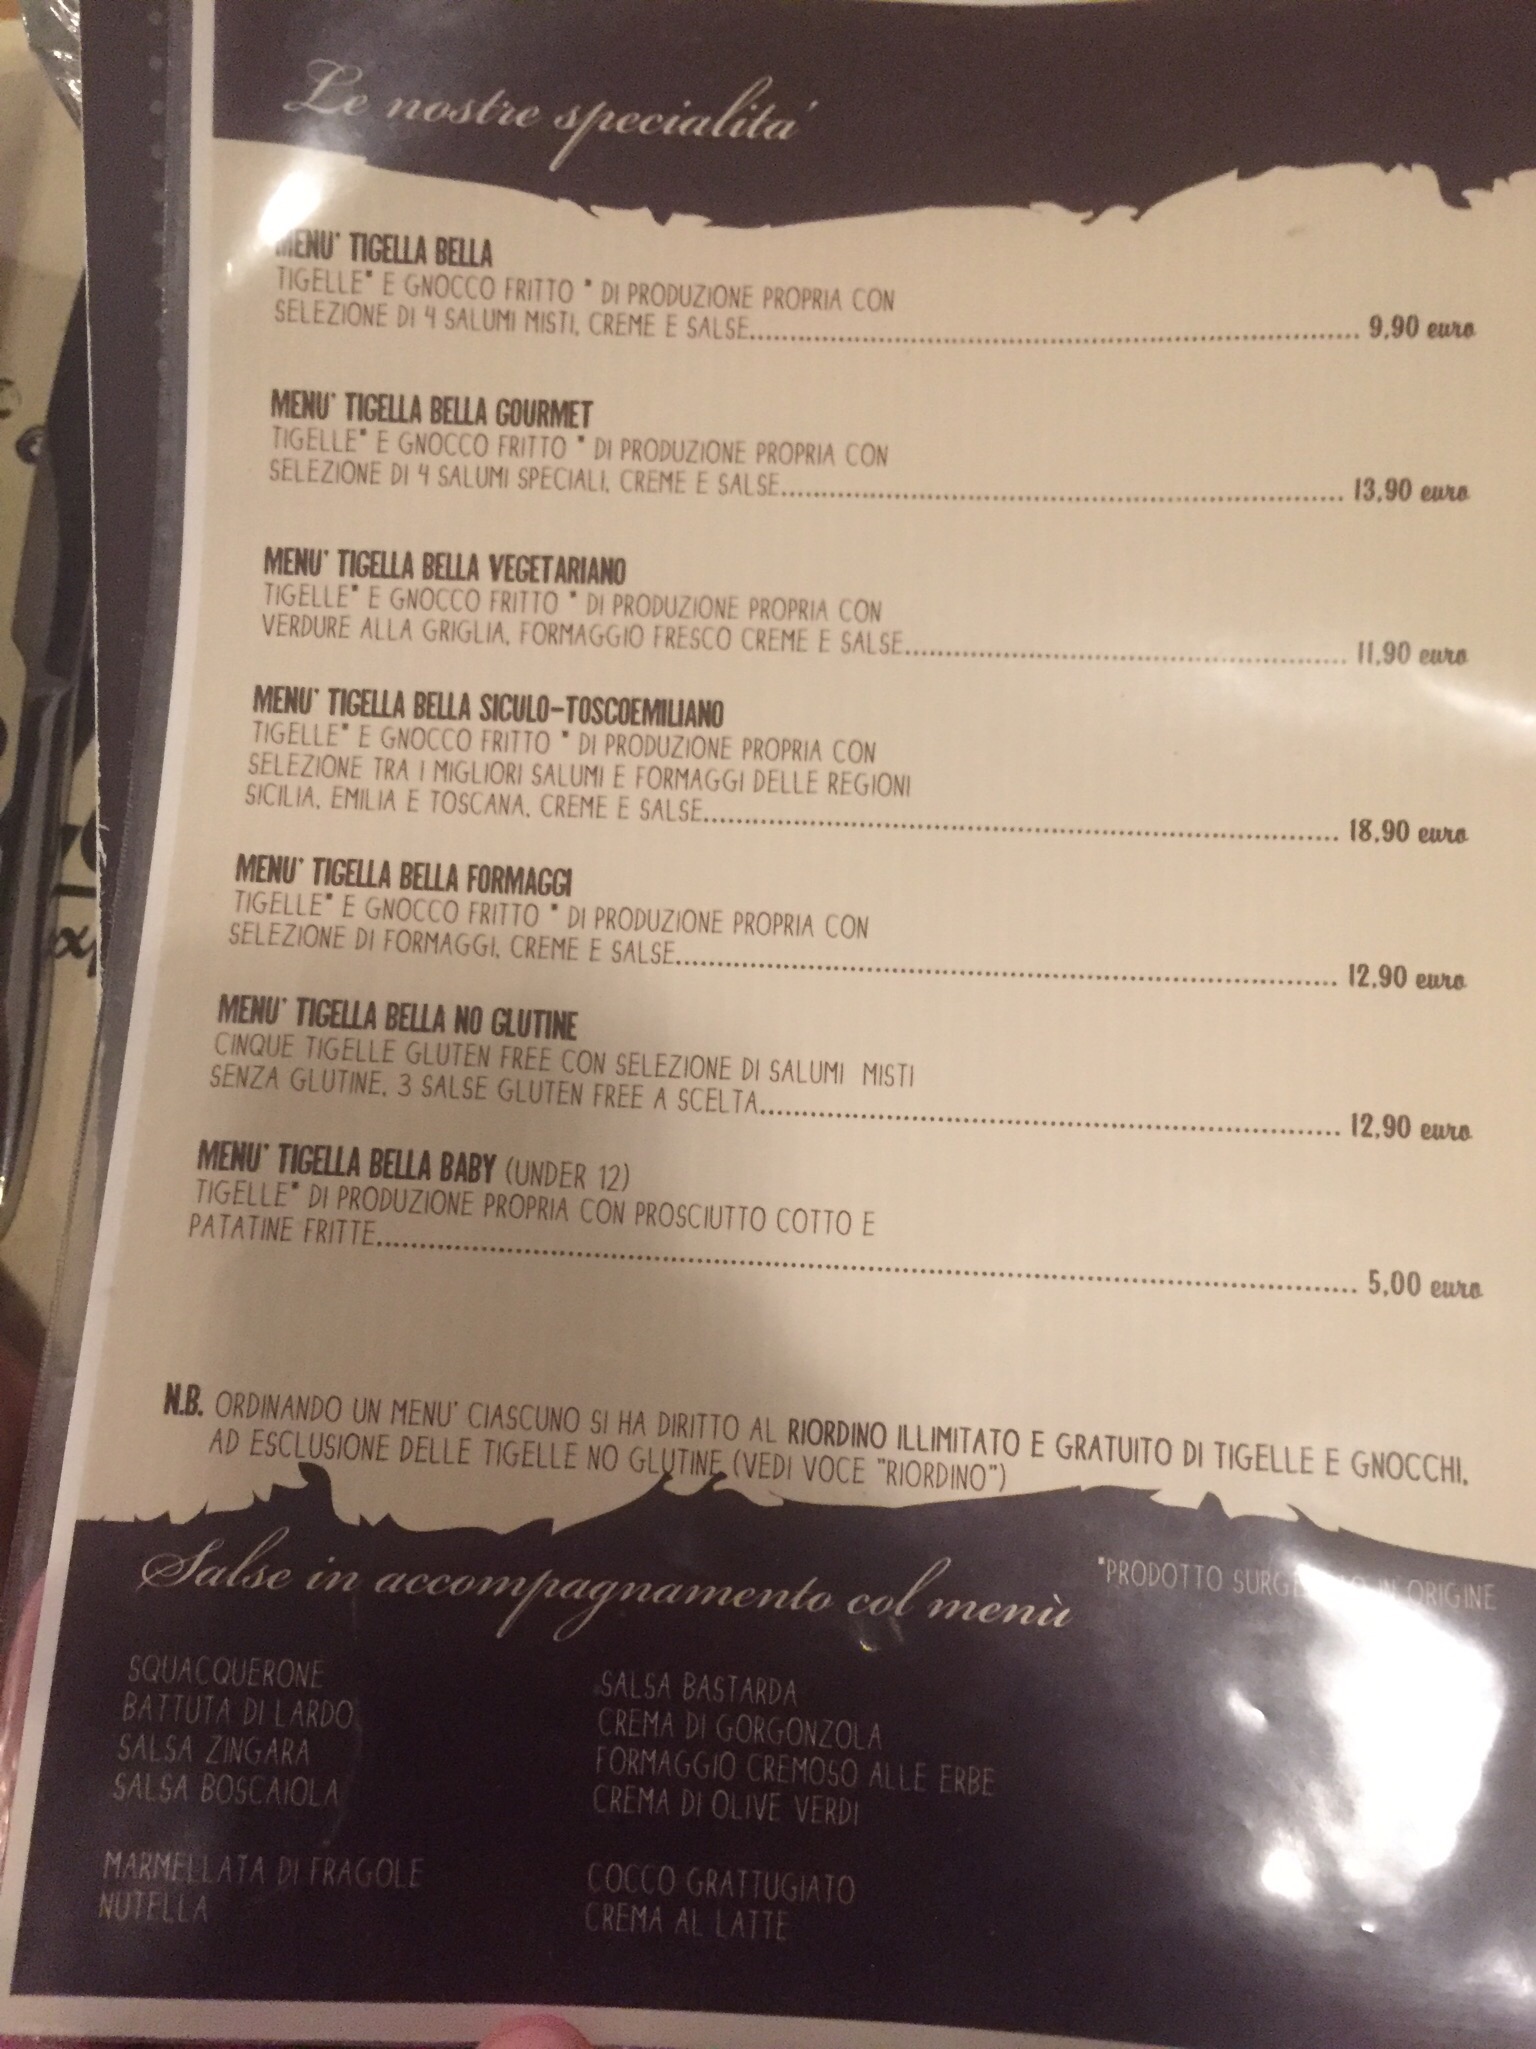 Le nostre specialita'
MENU' TIGELLA BELLA
TIGELLE* E GNOCCO FRITTO * DI PRODUZIONE PROPRIA CON
SELEZIONE DI 4 SALUMI MISTI, CREME E SALSE.......... 9,90 euro
MENU' TIGELLA BELLA GOURMET
TIGELLE* E GNOCCO FRITTO * DI PRODUZIONE PROPRIA CON
SELEZIONE DI 4 SALUMI SPECIALI, CREME E SALSE.......... 13,90 euro
MENU' TIGELLA BELLA VEGETARIANO
TIGELLE* E GNOCCO FRITTO * DI PRODUZIONE PROPRIA CON
VERDURE ALLA GRIGLIA, FORMAGGIO FRESCO CREME E SALSE.......... 11,90 euro
MENU' TIGELLA BELLA SICULO-TOSCOEMILIANO
TIGELLE* E GNOCCO FRITTO * DI PRODUZIONE PROPRIA CON
SELEZIONE TRA I MIGLIORI SALUMI E FORMAGGI DELLE REGIONI
SICILIA, EMILIA E TOSCANA, CREME E SALSE.......... 18,90 euro
MENU' TIGELLA BELLA FORMAGGI
TIGELLE* E GNOCCO FRITTO * DI PRODUZIONE PROPRIA CON
SELEZIONE DI FORMAGGI, CREME E SALSE.......... 12,90 euro
MENU' TIGELLA BELLA NO GLUTINE
CINQUE TIGELLE GLUTEN FREE CON SELEZIONE DI SALUMI MISTI
SENZA GLUTINE, 3 SALSE GLUTEN FREE A SCELTA.......... 12,90 euro
MENU' TIGELLA BELLA BABY (UNDER 12)
TIGELLE* DI PRODUZIONE PROPRIA CON PROSCIUTTO COTTO E
PATATINE FRITTE.......... 5,00 euro
N.B. ORDINANDO UN MENU' CIASCUNO SI HA DIRITTO AL RIORDINO ILLIMITATO E GRATUITO DI TIGELLE E GNOCCHI,
AD ESCLUSIONE DELLE TIGELLE NO GLUTINE (VEDI VOCE "RIORDINO")
*PRODOTTO SURGELATO IN ORIGINE
Salse in accompagnamento col menù
SQUACQUERONE
BATTUTA DI LARDO
SALSA ZINGARA
SALSA BOSCAIOLA
MARMELLATA DI FRAGOLE
NUTELLA
SALSA BASTARDA
CREMA DI GORGONZOLA
FORMAGGIO CREMOSO ALLE ERBE
CREMA DI OLIVE VERDI
COCCO GRATTUGIATO
CREMA AL LATTE